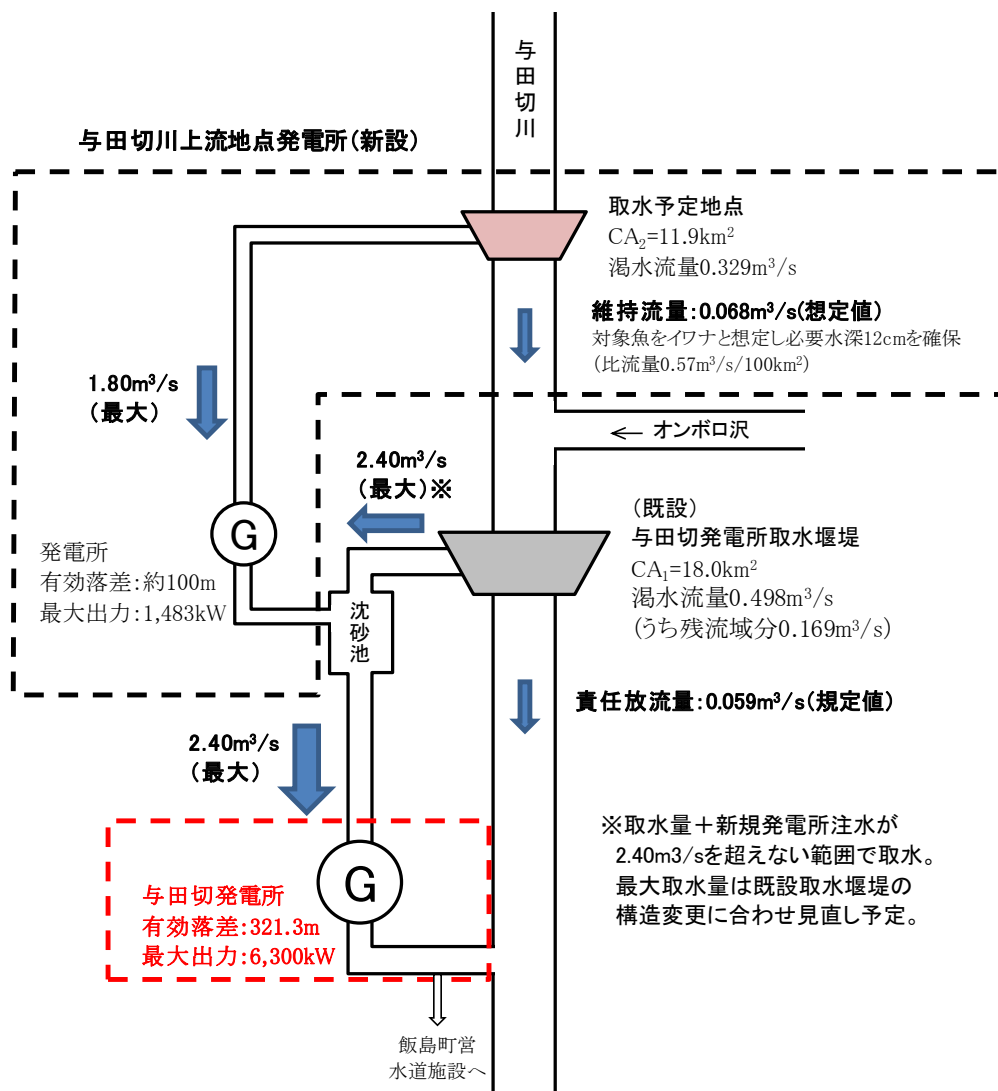 与田切川
与田切川上流地点発電所(新設)
取水予定地点
CA₂=11.9km²
渇水流量0.329m³/s
維持流量:0.068m³/s(想定値)
対象魚をイワナと想定し必要水深12cmを確保
(比流量0.57m³/s/100km²)
1.80m³/s
(最大)
← オンボロ沢
2.40m³/s
(最大)※
(既設)
与田切発電所取水堰堤
CA₁=18.0km²
渇水流量0.498m³/s
(うち残流域分0.169m³/s)
G
発電所
有効落差:約100m
最大出力:1,483kW
沈砂池
責任放流量:0.059m³/s(規定値)
2.40m³/s
(最大)
※取水量+新規発電所注水が
2.40m3/sを超えない範囲で取水。
最大取水量は既設取水堰堤の
構造変更に合わせ見直し予定。
G
与田切発電所
有効落差:321.3m
最大出力:6,300kW
飯島町営
水道施設へ